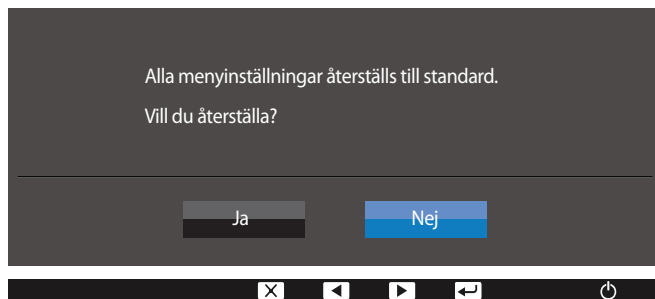 Alla menyinställningar återställs till standard.
Vill du återställa?
Ja
Nej